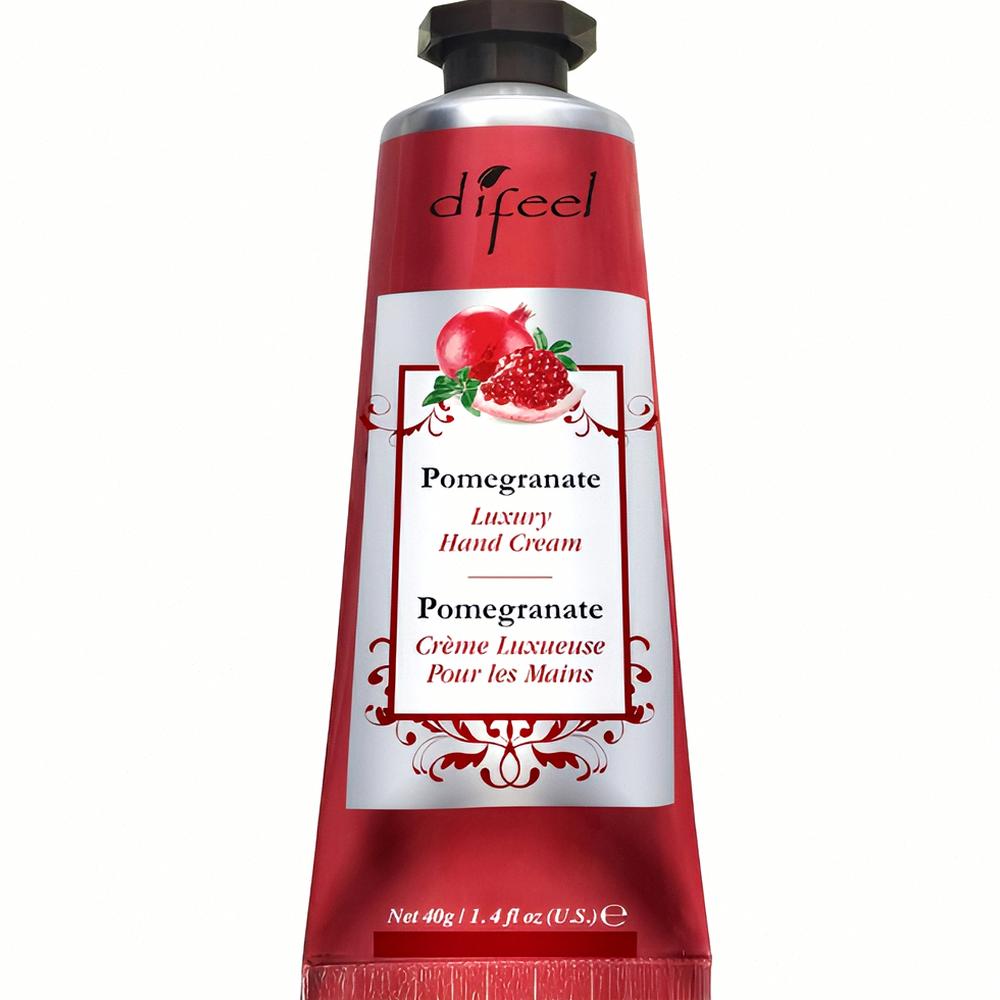 difeel
Pomegranate
Luxury
Hand Cream
Pomegranate
Crème Luxueuse
Pour les Mains
Net 40g / 1.4 fl oz (U.S.) ℮